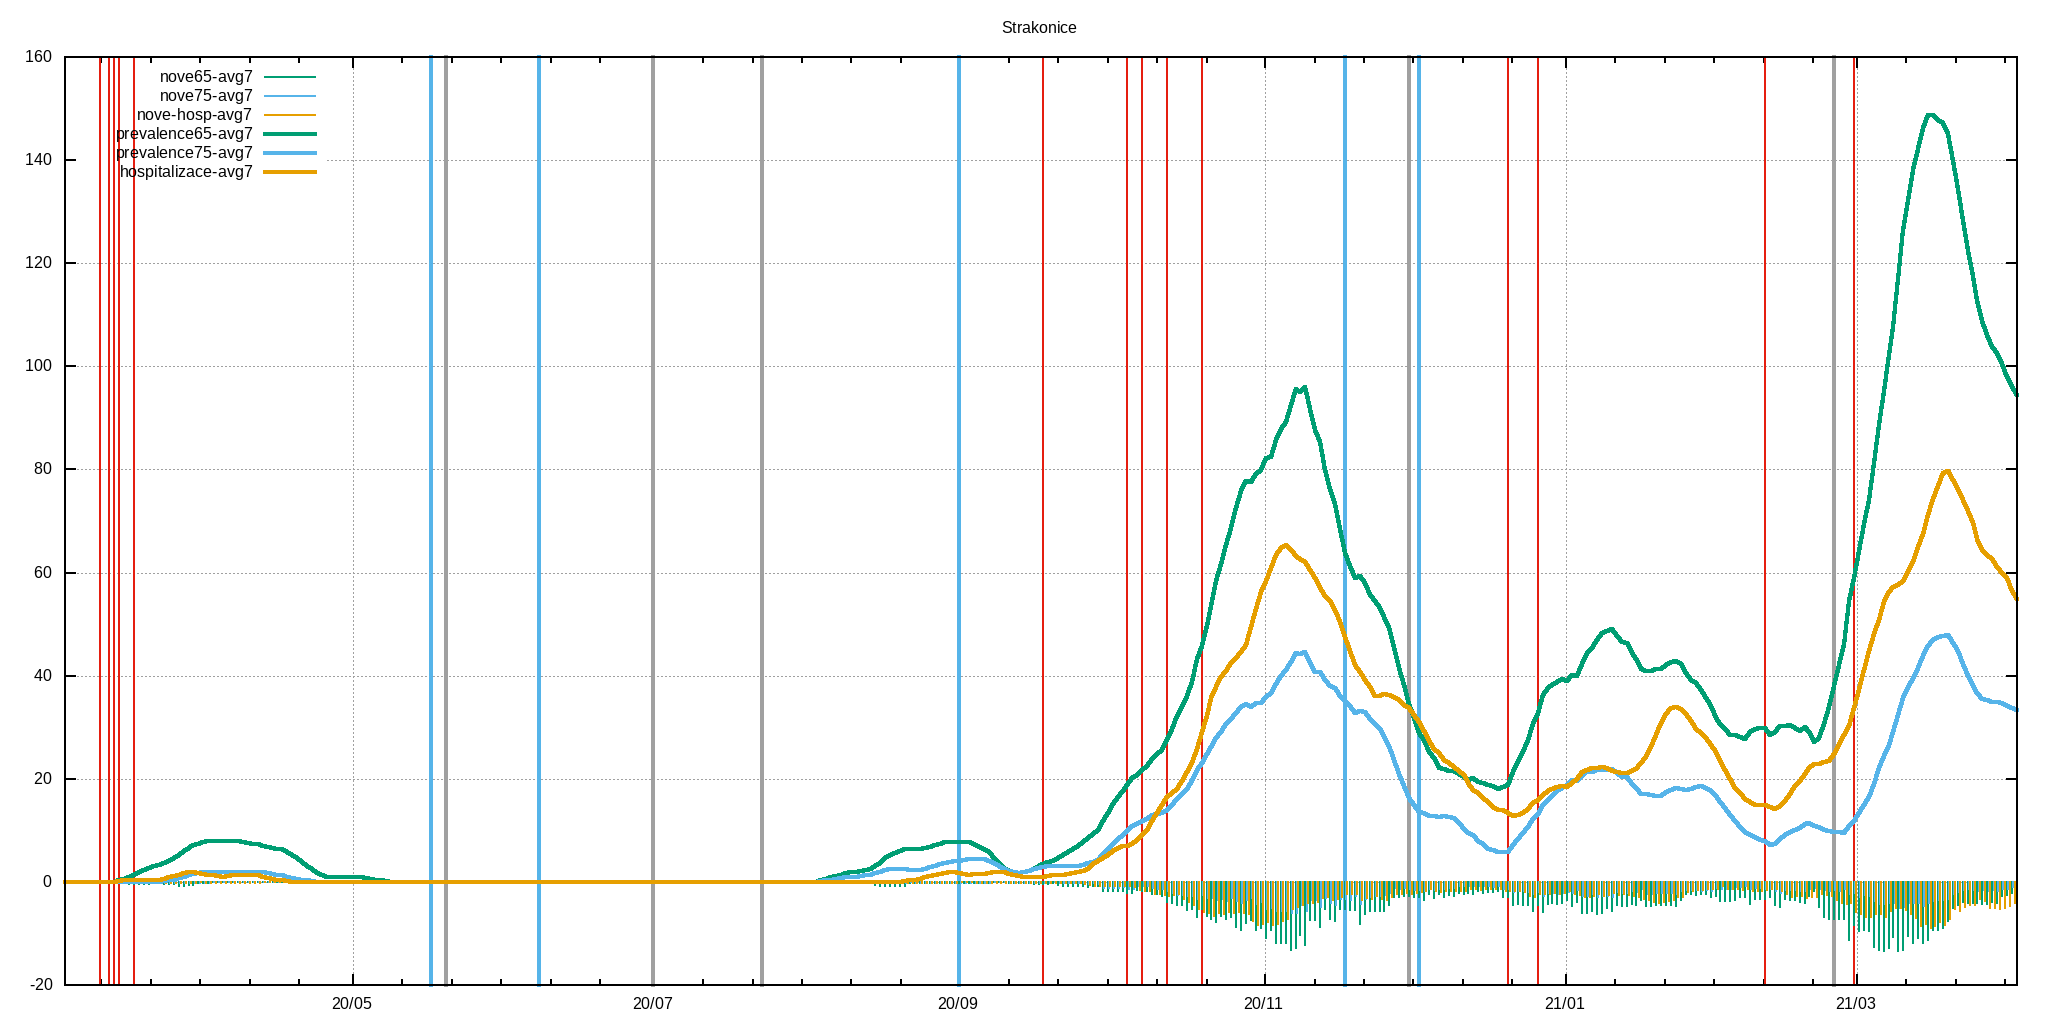 Strakonice
160
140
120
100
80
60
40
20
0
-20
nove65-avg7
nove75-avg7
nove-hosp-avg7
prevalence65-avg7
prevalence75-avg7
hospitalizace-avg7
20/05
20/07
20/09
20/11
21/01
21/03